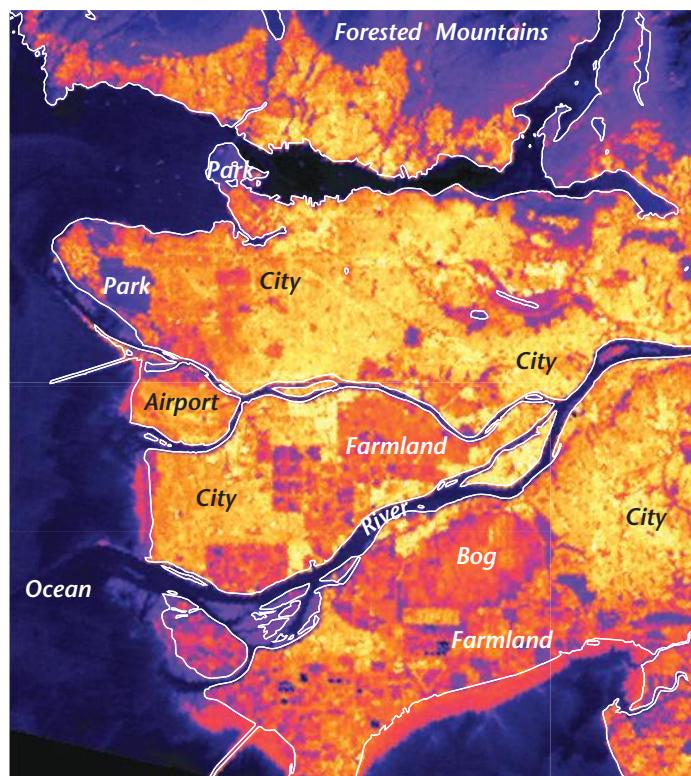 Forested Mountains
Park
City
Park
City
Airport
Farmland
City
River
City
Bog
Ocean
Farmland